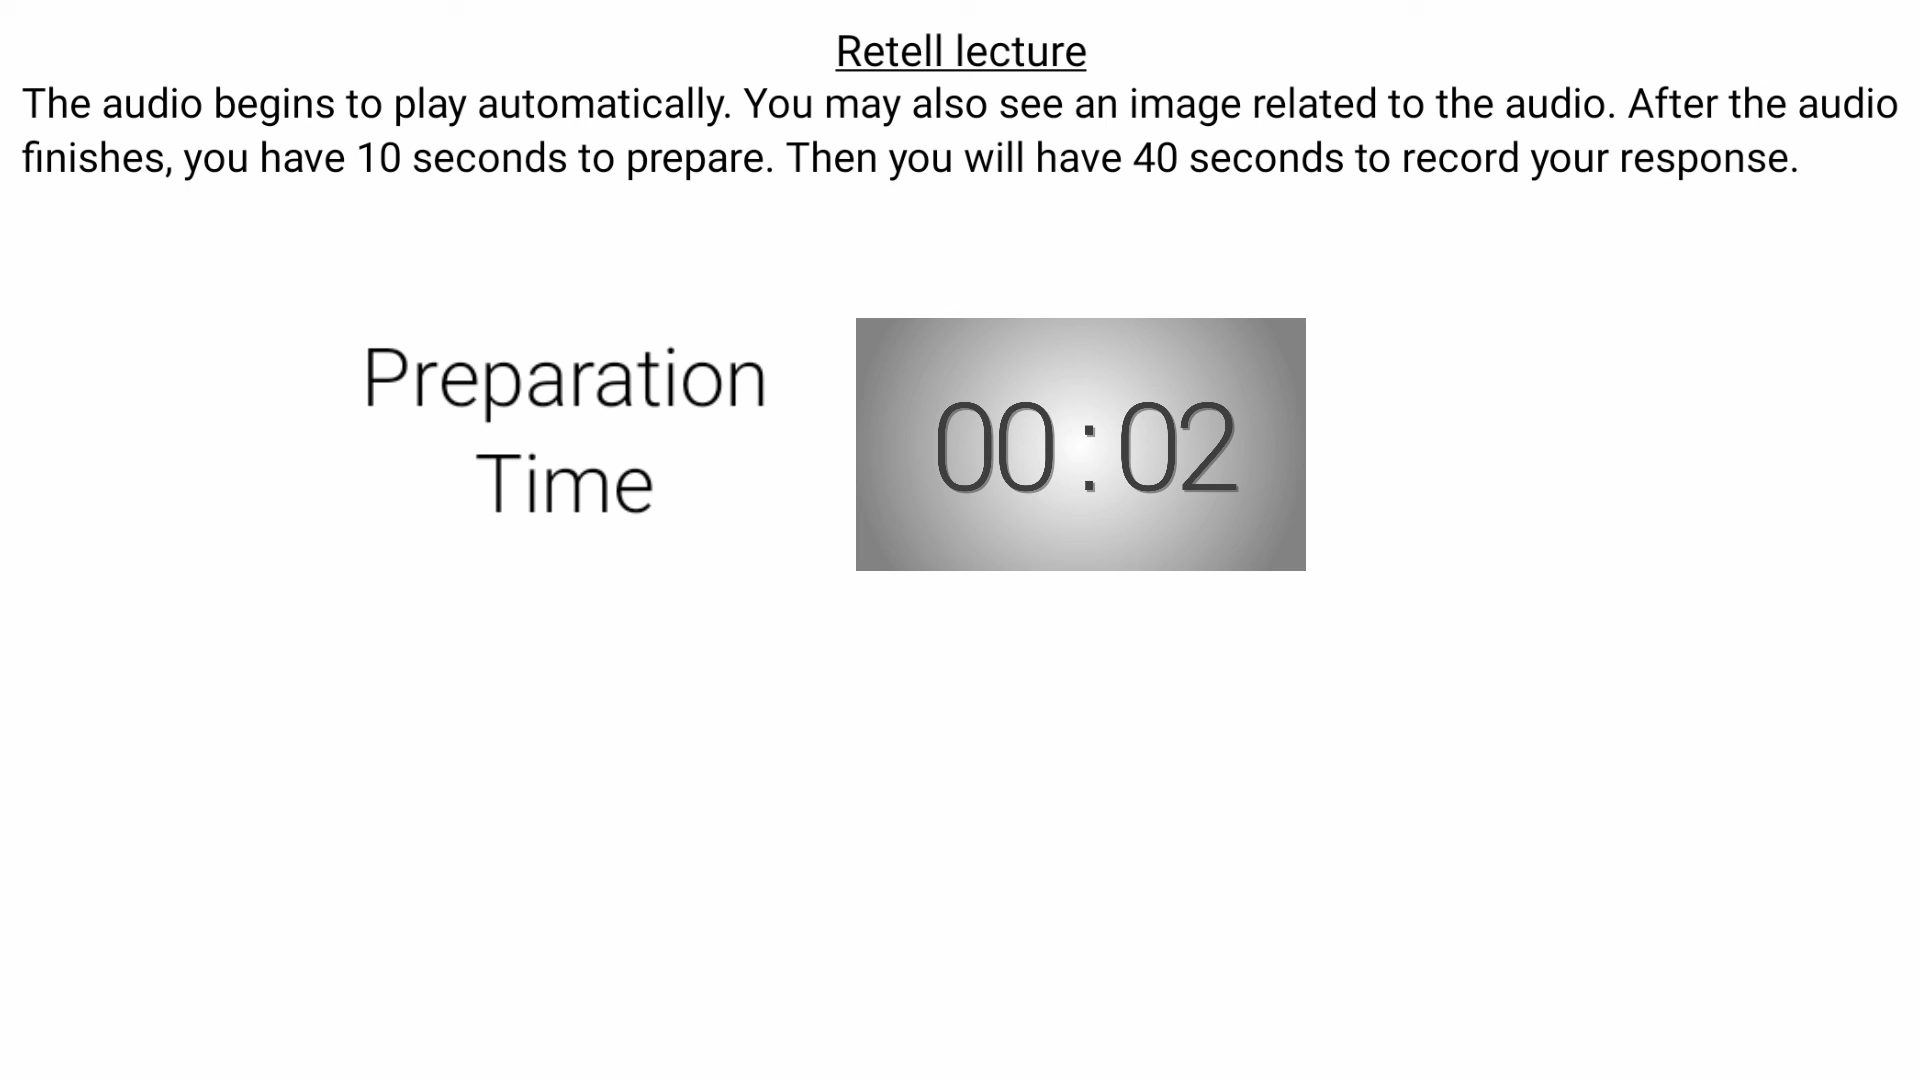 Retell lecture
The audio begins to play automatically. You may also see an image related to the audio. After the audio
finishes, you have 10 seconds to prepare. Then you will have 40 seconds to record your response.
Preparation
Time
00:02